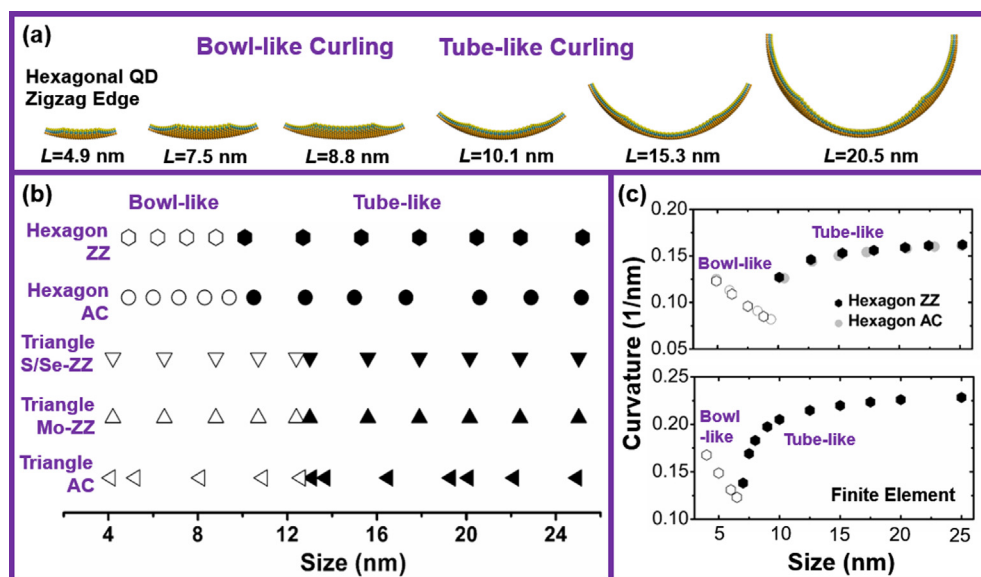 (a)
Bowl-like Curling
Tube-like Curling
Hexagonal QD
Zigzag Edge
L=4.9 nm
L=7.5 nm
L=8.8 nm
L=10.1 nm
L=15.3 nm
L=20.5 nm
(b)
Bowl-like
Tube-like
Hexagon
ZZ
Hexagon
AC
Triangle
S/Se-ZZ
Triangle
Mo-ZZ
Triangle
AC
4 8 12 16 20 24
Size (nm)
(c)
Curvature (1/nm)
0.20
0.15
0.10
0.05
Tube-like
Bowl-like
Hexagon ZZ
Hexagon AC
0.25
0.20
0.15
0.10
Bowl
-like
Tube-like
Finite Element
5 10 15 20 25
Size (nm)